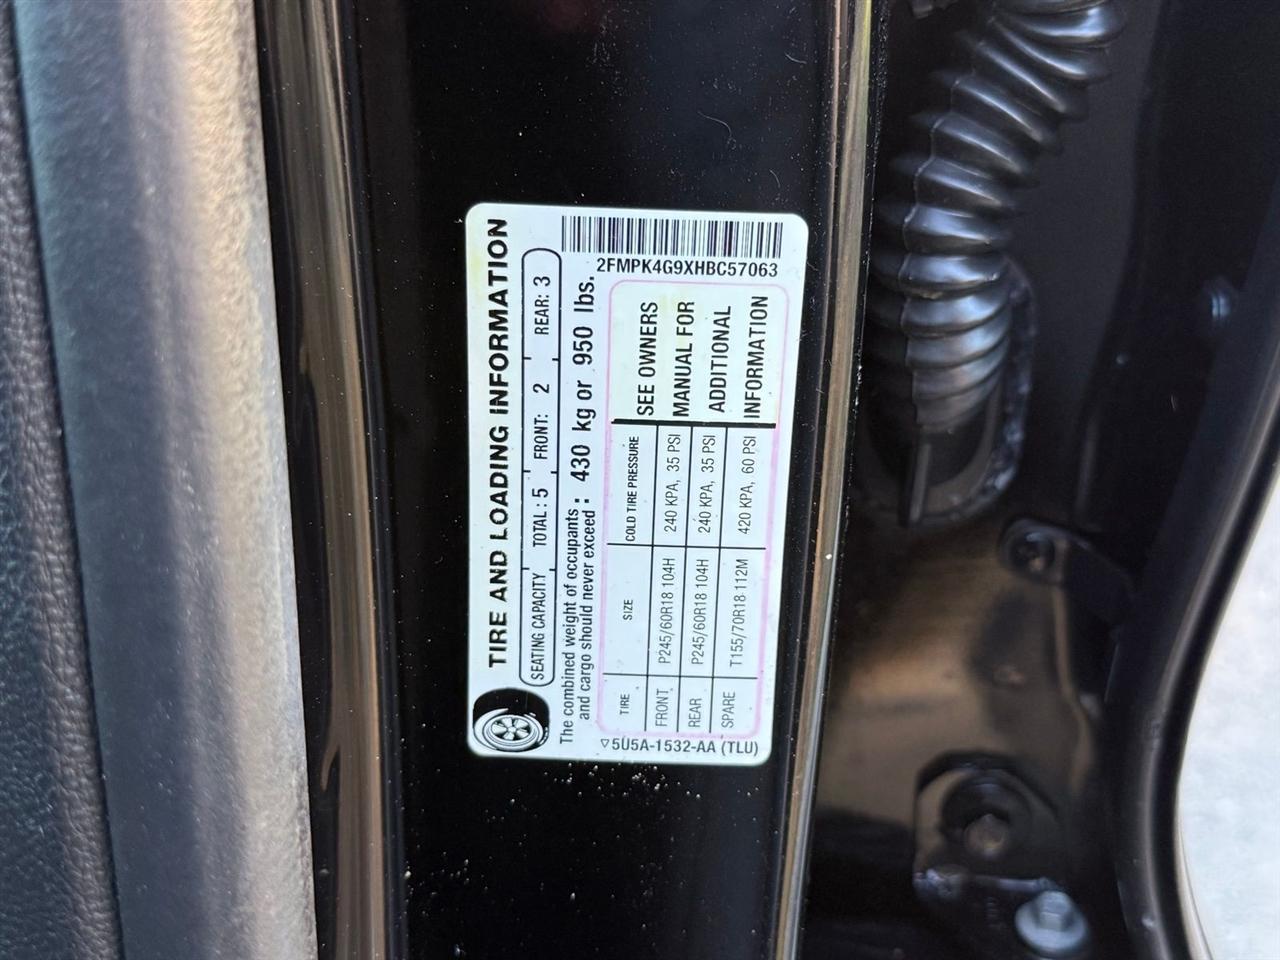 TIRE AND LOADING INFORMATION
SEATING CAPACITY TOTAL : 5 FRONT: 2 REAR: 3
The combined weight of occupants and cargo should never exceed : 430 kg or 950 lbs.
2FMPK4G9XHBC57063
TIRE SIZE COLD TIRE PRESSURE
FRONT P245/60R18 104H 240 KPA, 35 PSI
REAR P245/60R18 104H 240 KPA, 35 PSI
SPARE T155/70R18 112M 420 KPA, 60 PSI
SEE OWNERS
MANUAL FOR
ADDITIONAL
INFORMATION
5U5A-1532-AA (TLU)